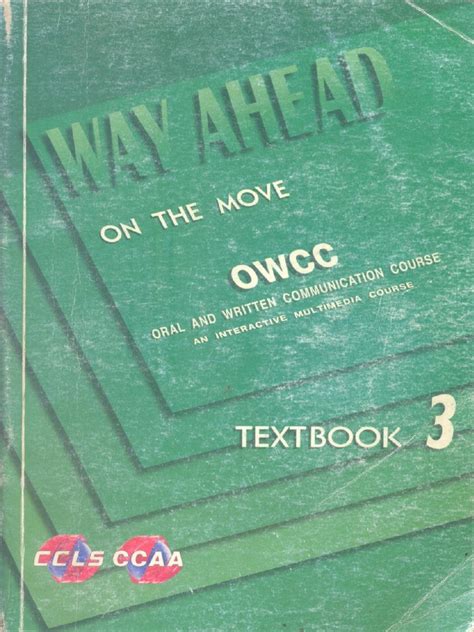 WAY AHEAD
ON THE MOVE
OWCC
ORAL AND WRITTEN COMMUNICATION COURSE
AN INTERACTIVE MULTIMEDIA COURSE
TEXTBOOK 3
CCLS CCAA